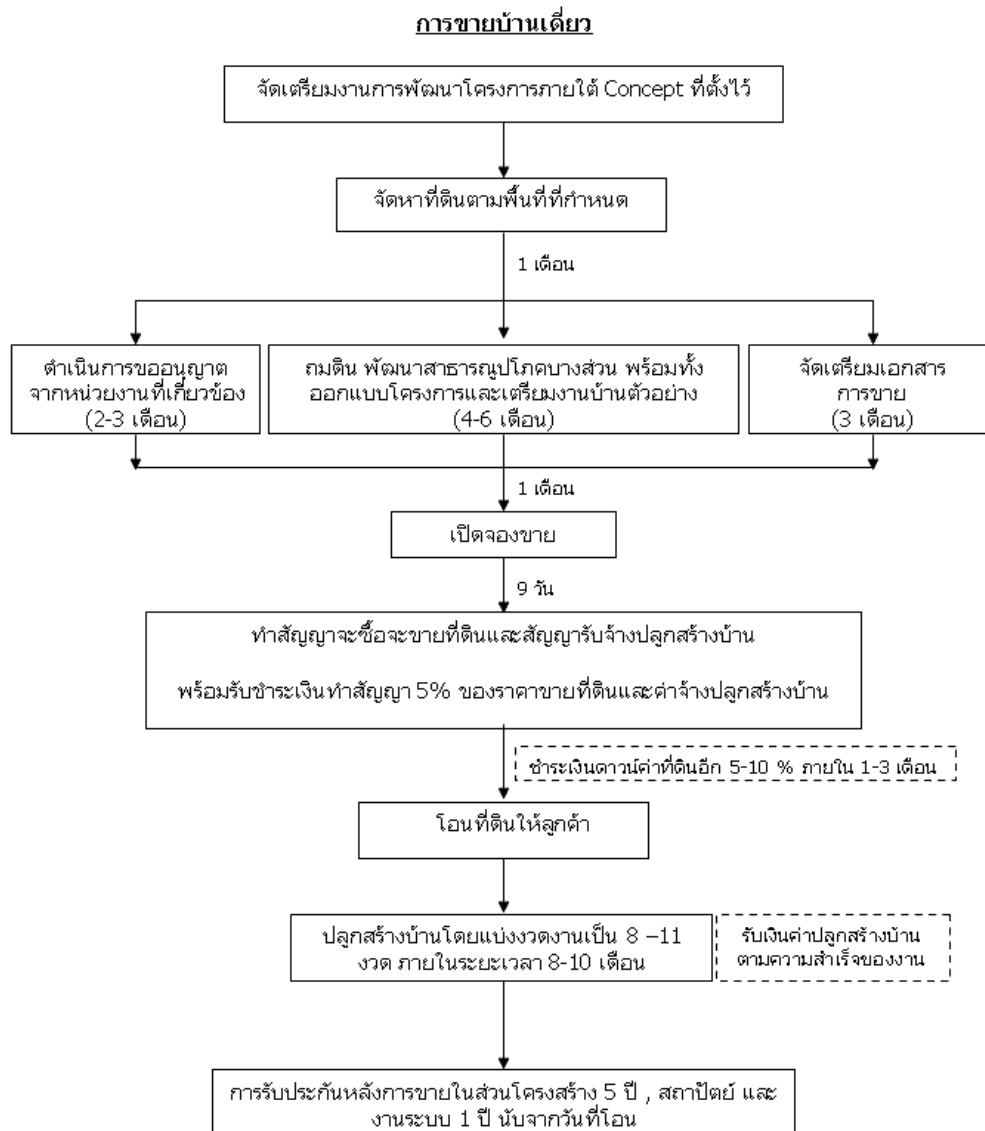 การขายบ้านเดี่ยว
จัดเตรียมงานการพัฒนาโครงการภายใต้ Concept ที่ตั้งไว้
จัดหาที่ดินตามพื้นที่ที่กำหนด
1 เดือน
ดำเนินการขออนุญาต
จากหน่วยงานที่เกี่ยวข้อง
(2-3 เดือน)
ถมดิน พัฒนาสาธารณูปโภคบางส่วน พร้อมทั้ง
ออกแบบโครงการและเตรียมงานบ้านตัวอย่าง
(4-6 เดือน)
จัดเตรียมเอกสาร
การขาย
(3 เดือน)
1 เดือน
เปิดจองขาย
9 วัน
ทำสัญญาจะซื้อจะขายที่ดินและสัญญารับจ้างปลูกสร้างบ้าน
พร้อมรับชำระเงินทำสัญญา 5% ของราคาขายที่ดินและค่าจ้างปลูกสร้างบ้าน
ชำระเงินดาวน์ค่าที่ดินอีก 5-10 % ภายใน 1-3 เดือน
โอนที่ดินให้ลูกค้า
ปลูกสร้างบ้านโดยแบ่งงวดงานเป็น 8 –11
งวด ภายในระยะเวลา 8-10 เดือน
รับเงินค่าปลูกสร้างบ้าน
ตามความสำเร็จของงาน
การรับประกันหลังการขายในส่วนโครงสร้าง 5 ปี , สถาปัตย์ และ
งานระบบ 1 ปี นับจากวันที่โอน